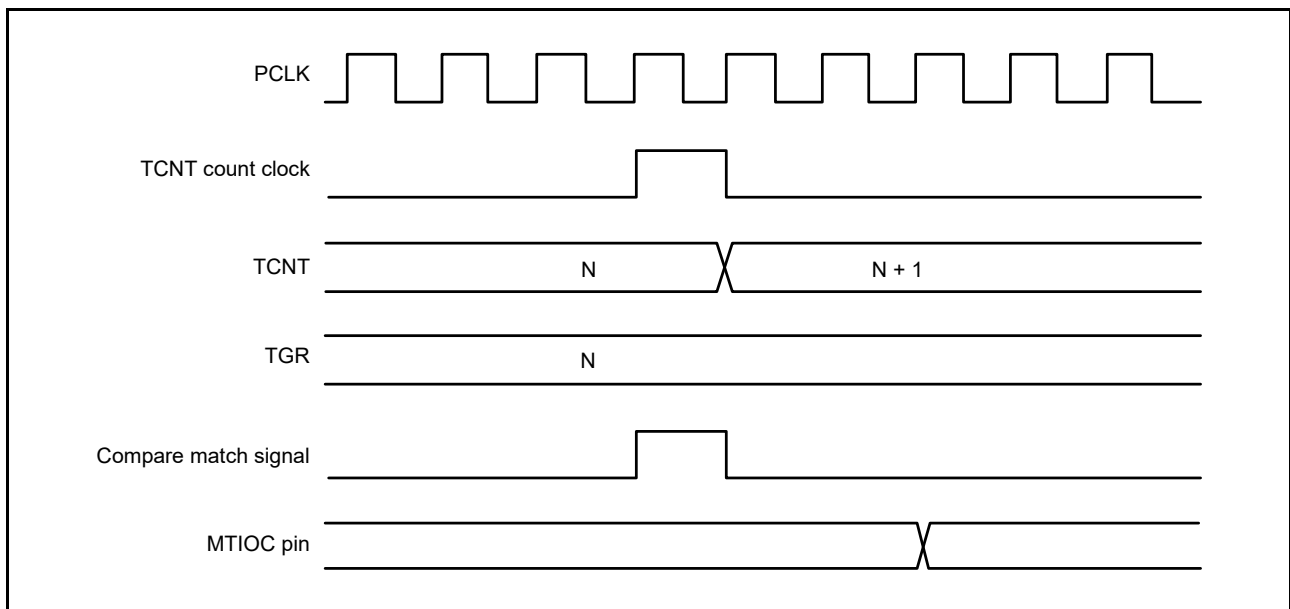 PCLK
TCNT count clock
TCNT
N
N + 1
TGR
N
Compare match signal
MTIOC pin